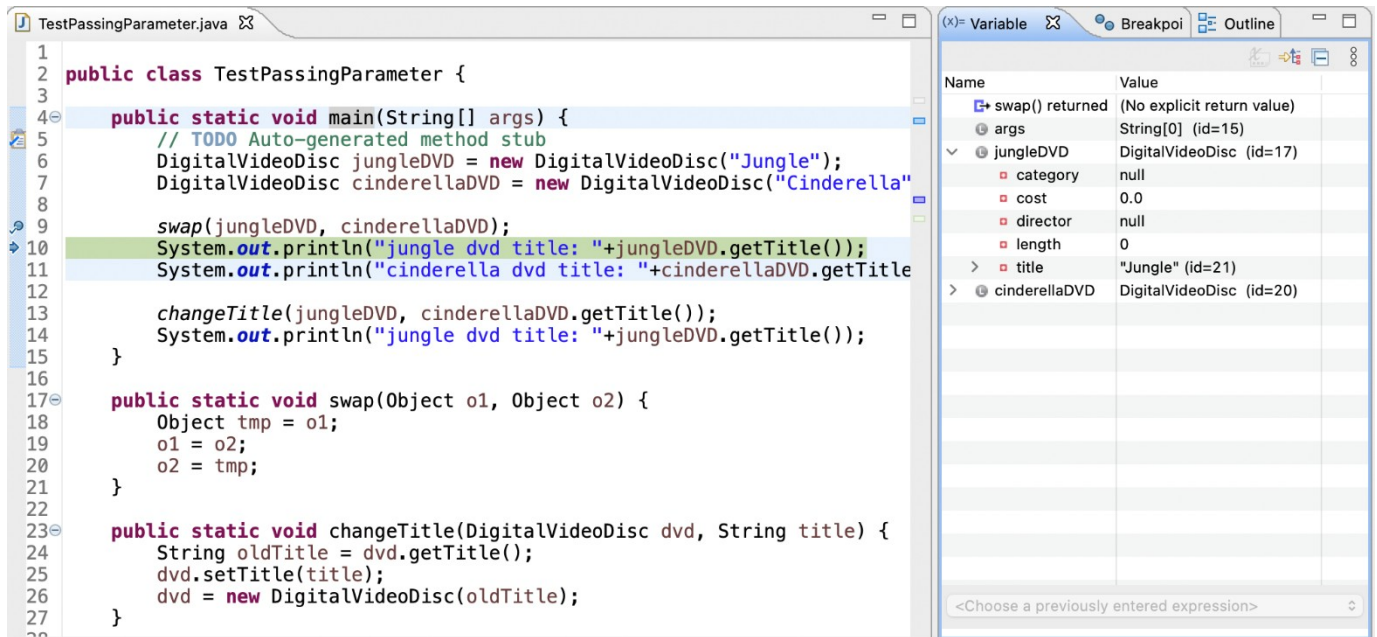 TestPassingParameter.java
1
2 public class TestPassingParameter {
3
4 public static void main(String[] args) {
5 // TODO Auto-generated method stub
6 DigitalVideoDisc jungleDVD = new DigitalVideoDisc("Jungle");
7 DigitalVideoDisc cinderellaDVD = new DigitalVideoDisc("Cinderella"
8
9 swap(jungleDVD, cinderellaDVD);
10 System.out.println("jungle dvd title: "+jungleDVD.getTitle());
11 System.out.println("cinderella dvd title: "+cinderellaDVD.getTitle
12
13 changeTitle(jungleDVD, cinderellaDVD.getTitle());
14 System.out.println("jungle dvd title: "+jungleDVD.getTitle());
15 }
16
17 public static void swap(Object o1, Object o2) {
18 Object tmp = o1;
19 o1 = o2;
20 o2 = tmp;
21 }
22
23 public static void changeTitle(DigitalVideoDisc dvd, String title) {
24 String oldTitle = dvd.getTitle();
25 dvd.setTitle(title);
26 dvd = new DigitalVideoDisc(oldTitle);
27 }
(x)= Variable Breakpoi Outline
Name Value
swap() returned (No explicit return value)
args String[0] (id=15)
jungleDVD DigitalVideoDisc (id=17)
category null
cost 0.0
director null
length 0
title "Jungle" (id=21)
cinderellaDVD DigitalVideoDisc (id=20)
<Choose a previously entered expression>